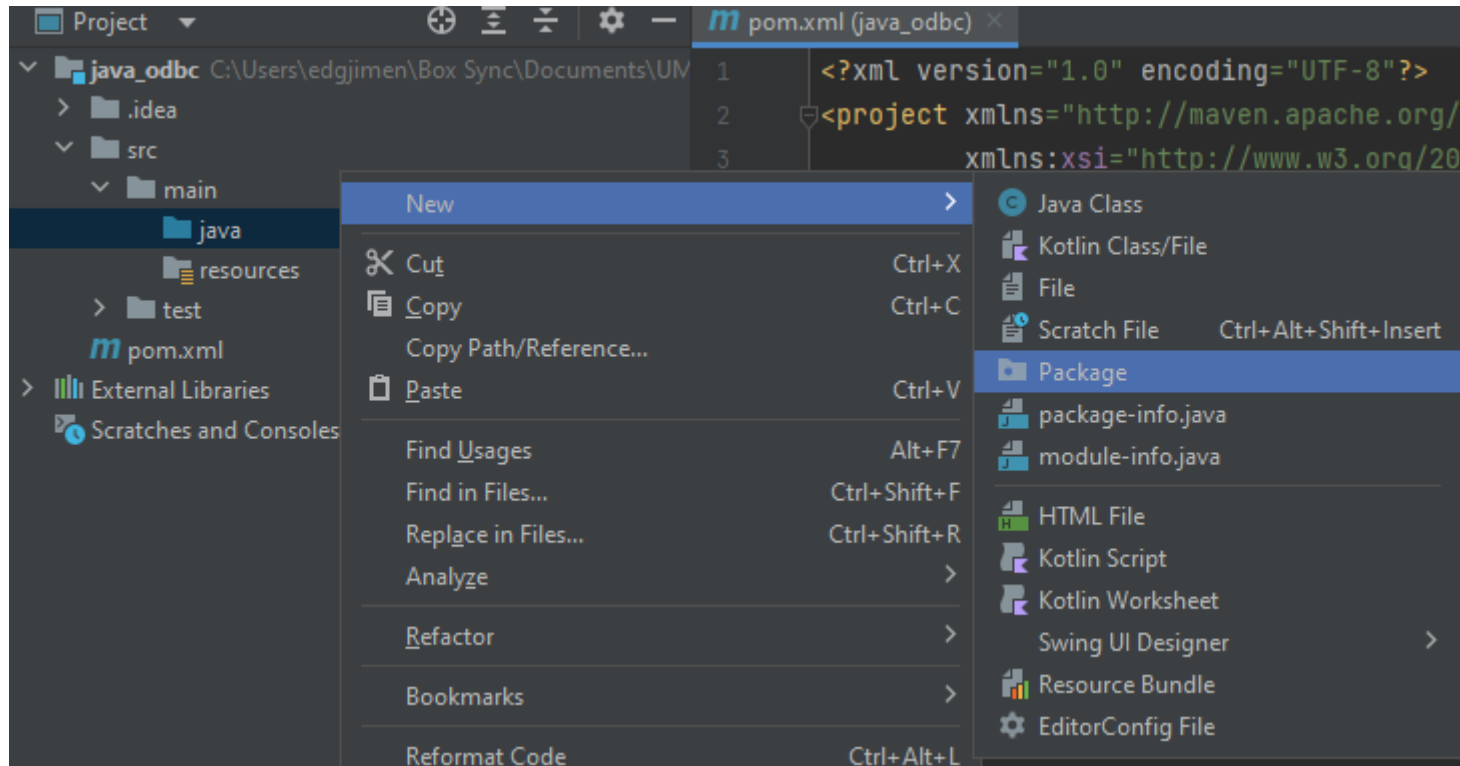 Project
pom.xml (java_odbc)
java_odbc C:\Users\edgjimen\Box Sync\Documents\UM
.idea
src
main
java
resources
test
pom.xml
External Libraries
Scratches and Consoles
1 <?xml version="1.0" encoding="UTF-8"?>
2 <project xmlns="http://maven.apache.org/
3 xmlns:xsi="http://www.w3.org/20
New
Cut Ctrl+X
Copy Ctrl+C
Copy Path/Reference...
Paste Ctrl+V
Find Usages Alt+F7
Find in Files... Ctrl+Shift+F
Replace in Files... Ctrl+Shift+R
Analyze
Refactor
Bookmarks
Reformat Code Ctrl+Alt+L
Java Class
Kotlin Class/File
File
Scratch File Ctrl+Alt+Shift+Insert
Package
package-info.java
module-info.java
HTML File
Kotlin Script
Kotlin Worksheet
Swing UI Designer
Resource Bundle
EditorConfig File